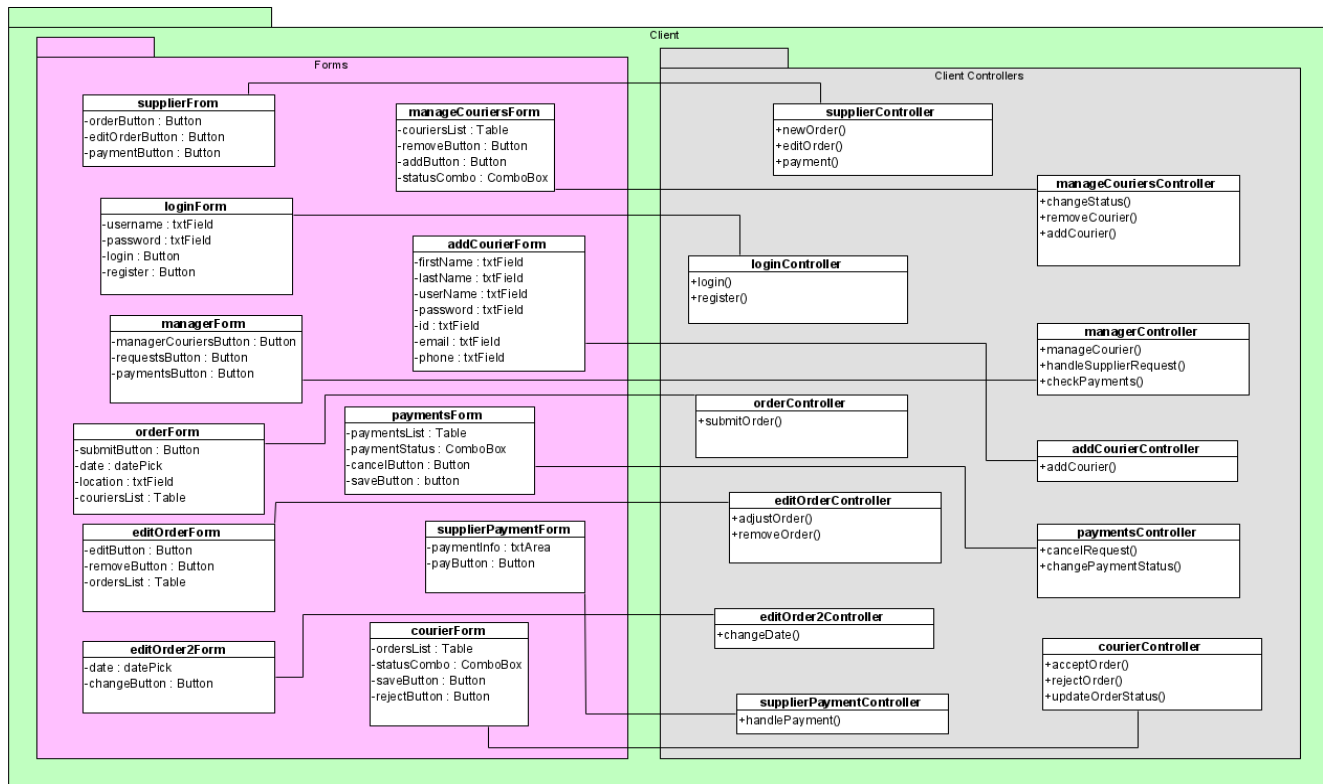 Client
Forms
supplierFrom
-orderButton : Button
-editOrderButton : Button
-paymentButton : Button
manageCouriersForm
-couriersList : Table
-removeButton : Button
-addButton : Button
-statusCombo : ComboBox
loginForm
-username : txtField
-password : txtField
-login : Button
-register : Button
addCourierForm
-firstName : txtField
-lastName : txtField
-userName : txtField
-password : txtField
-id : txtField
-email : txtField
-phone : txtField
managerForm
-managerCouriersButton : Button
-requestsButton : Button
-paymentsButton : Button
orderForm
-submitButton : Button
-date : datePick
-location : txtField
-couriersList : Table
paymentsForm
-paymentsList : Table
-paymentStatus : ComboBox
-cancelButton : Button
-saveButton : button
editOrderForm
-editButton : Button
-removeButton : Button
-ordersList : Table
supplierPaymentForm
-paymentInfo : txtArea
-payButton : Button
editOrder2Form
-date : datePick
-changeButton : Button
courierForm
-ordersList : Table
-statusCombo : ComboBox
-saveButton : Button
-rejectButton : Button
Client Controllers
supplierController
+newOrder()
+editOrder()
+payment()
manageCouriersController
+changeStatus()
+removeCourier()
+addCourier()
loginController
+login()
+register()
managerController
+manageCourier()
+handleSupplierRequest()
+checkPayments()
orderController
+submitOrder()
addCourierController
+addCourier()
editOrderController
+adjustOrder()
+removeOrder()
paymentsController
+cancelRequest()
+changePaymentStatus()
editOrder2Controller
+changeDate()
courierController
+acceptOrder()
+rejectOrder()
+updateOrderStatus()
supplierPaymentController
+handlePayment()